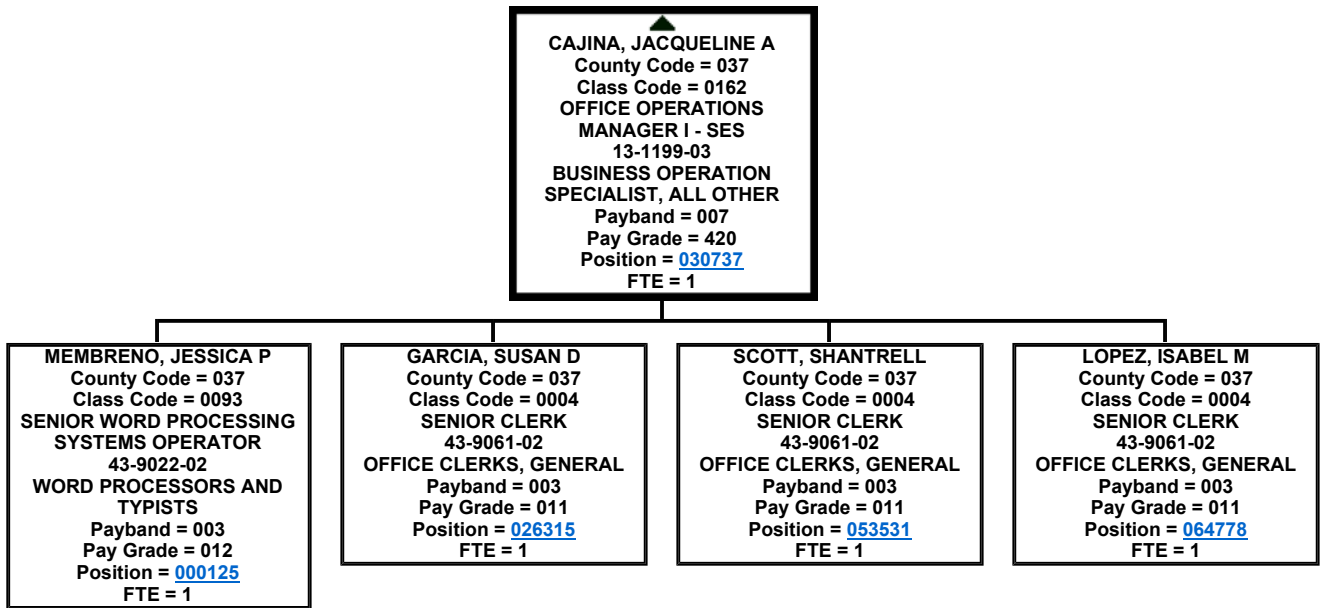 CAJINA, JACQUELINE A
County Code = 037
Class Code = 0162
OFFICE OPERATIONS
MANAGER I - SES
13-1199-03
BUSINESS OPERATION
SPECIALIST, ALL OTHER
Payband = 007
Pay Grade = 420
Position = 030737
FTE = 1
MEMBRENO, JESSICA P
County Code = 037
Class Code = 0093
SENIOR WORD PROCESSING
SYSTEMS OPERATOR
43-9022-02
WORD PROCESSORS AND
TYPISTS
Payband = 003
Pay Grade = 012
Position = 000125
FTE = 1
GARCIA, SUSAN D
County Code = 037
Class Code = 0004
SENIOR CLERK
43-9061-02
OFFICE CLERKS, GENERAL
Payband = 003
Pay Grade = 011
Position = 026315
FTE = 1
SCOTT, SHANTRELL
County Code = 037
Class Code = 0004
SENIOR CLERK
43-9061-02
OFFICE CLERKS, GENERAL
Payband = 003
Pay Grade = 011
Position = 053531
FTE = 1
LOPEZ, ISABEL M
County Code = 037
Class Code = 0004
SENIOR CLERK
43-9061-02
OFFICE CLERKS, GENERAL
Payband = 003
Pay Grade = 011
Position = 064778
FTE = 1